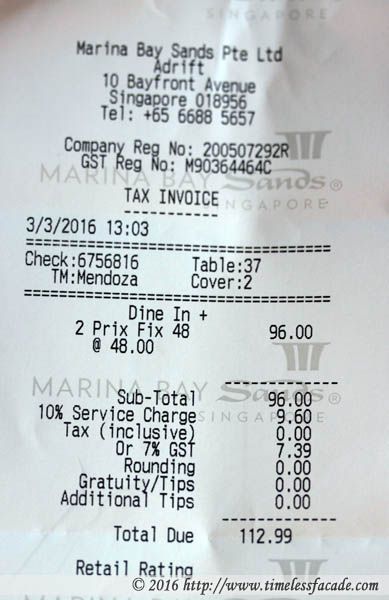 Marina Bay Sands Pte Ltd
Adrift
10 Bayfront Avenue
Singapore 018956
Tel: +65 6688 5657
Company Reg No: 200507292R
GST Reg No: M90364464C
MARINA BAY Sands®
SINGAPORE
TAX INVOICE
3/3/2016 13:03
Check:6756816 Table:37
TM:Mendoza Cover:2
Dine In +
2 Prix Fix 48 96.00
@ 48.00
MARINA BAY Sands®
SINGAPORE
Sub-Total 96.00
10% Service Charge 9.60
Tax (inclusive) 0.00
Or 7% GST 7.39
Rounding 0.00
Gratuity/Tips 0.00
Additional Tips 0.00
Total Due 112.99
Retail Rating
© 2016 http://www.timelessfacade.com